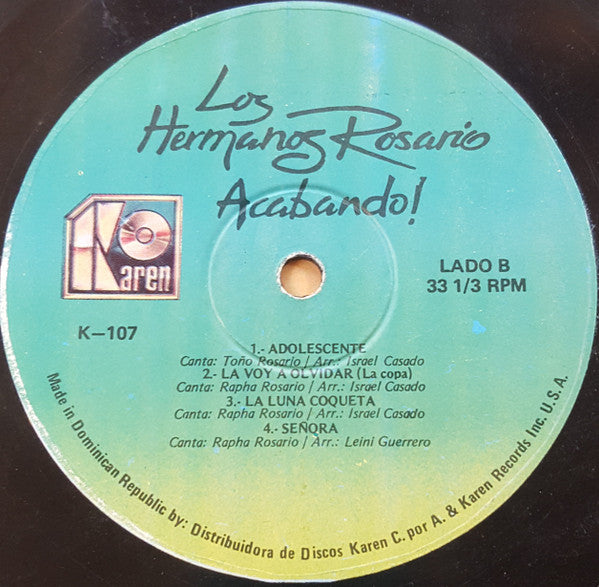 Los
Hermanos Rosario
Acabando!
Karen
K-107
LADO B
33 1/3 RPM
1.- ADOLESCENTE
Canta: Toño Rosario / Arr.: Israel Casado
2.- LA VOY A OLVIDAR (La copa)
Canta: Rapha Rosario / Arr.: Israel Casado
3.- LA LUNA COQUETA
Canta: Rapha Rosario / Arr.: Israel Casado
4.- SEÑORA
Canta: Rapha Rosario / Arr.: Leini Guerrero
Made in Dominican Republic by: Distribuidora de Discos Karen C. por A. & Karen Records Inc. U.S.A.